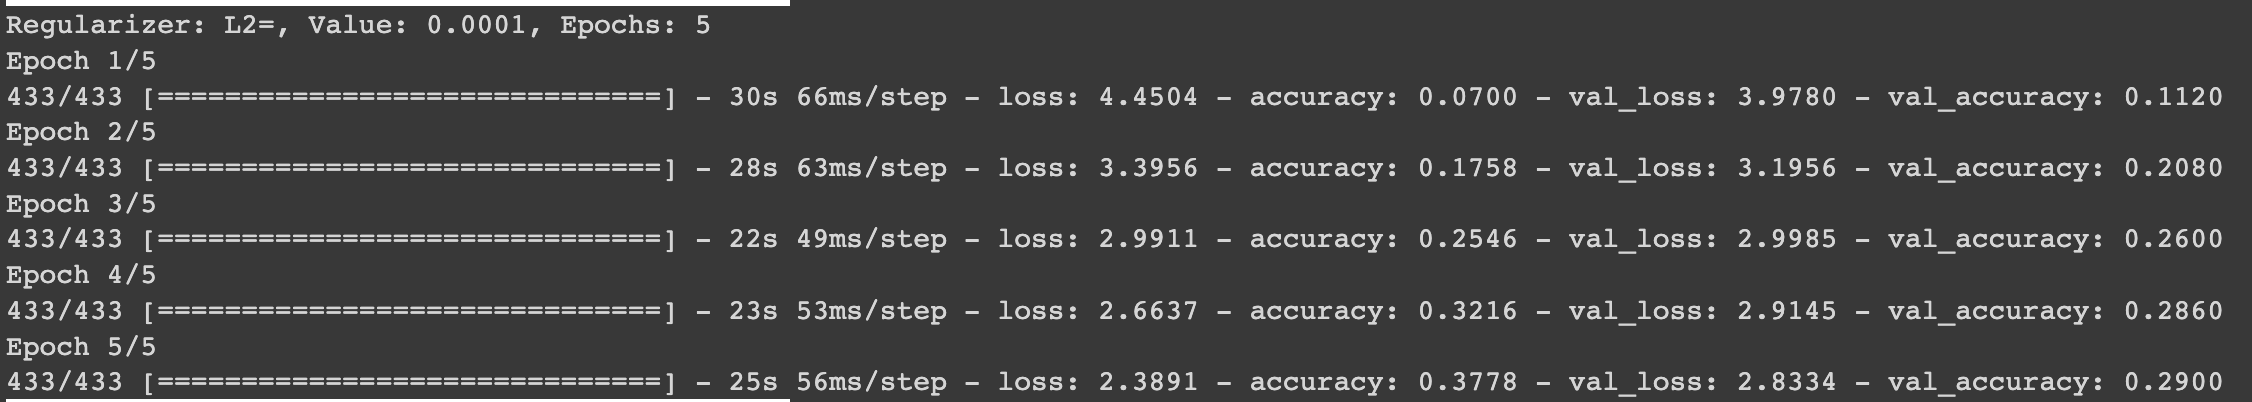 Regularizer: L2=, Value: 0.0001, Epochs: 5
Epoch 1/5
433/433 [==============================] - 30s 66ms/step - loss: 4.4504 - accuracy: 0.0700 - val_loss: 3.9780 - val_accuracy: 0.1120
Epoch 2/5
433/433 [==============================] - 28s 63ms/step - loss: 3.3956 - accuracy: 0.1758 - val_loss: 3.1956 - val_accuracy: 0.2080
Epoch 3/5
433/433 [==============================] - 22s 49ms/step - loss: 2.9911 - accuracy: 0.2546 - val_loss: 2.9985 - val_accuracy: 0.2600
Epoch 4/5
433/433 [==============================] - 23s 53ms/step - loss: 2.6637 - accuracy: 0.3216 - val_loss: 2.9145 - val_accuracy: 0.2860
Epoch 5/5
433/433 [==============================] - 25s 56ms/step - loss: 2.3891 - accuracy: 0.3778 - val_loss: 2.8334 - val_accuracy: 0.2900